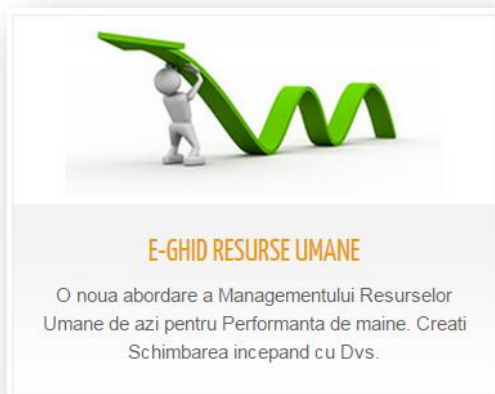 E-GHID RESURSE UMANE
O noua abordare a Managementului Resurselor
Umane de azi pentru Performanta de maine. Creati
Schimbarea incepand cu Dvs.